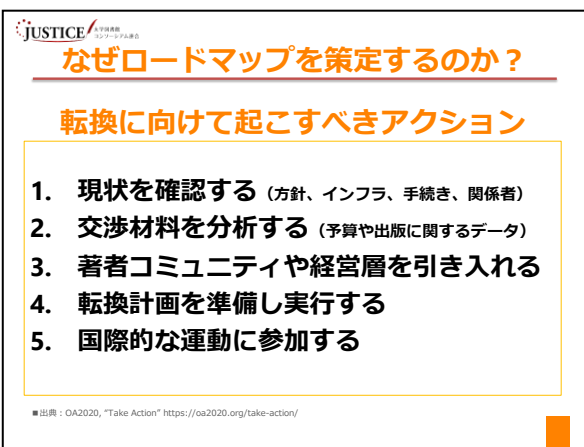 JUSTICE 大学図書館
コンソーシアム連合
なぜロードマップを策定するのか？
転換に向けて起こすべきアクション
1. 現状を確認する（方針、インフラ、手続き、関係者）
2. 交渉材料を分析する（予算や出版に関するデータ）
3. 著者コミュニティや経営層を引き入れる
4. 転換計画を準備し実行する
5. 国際的な運動に参加する
■出典：OA2020, “Take Action” https://oa2020.org/take-action/